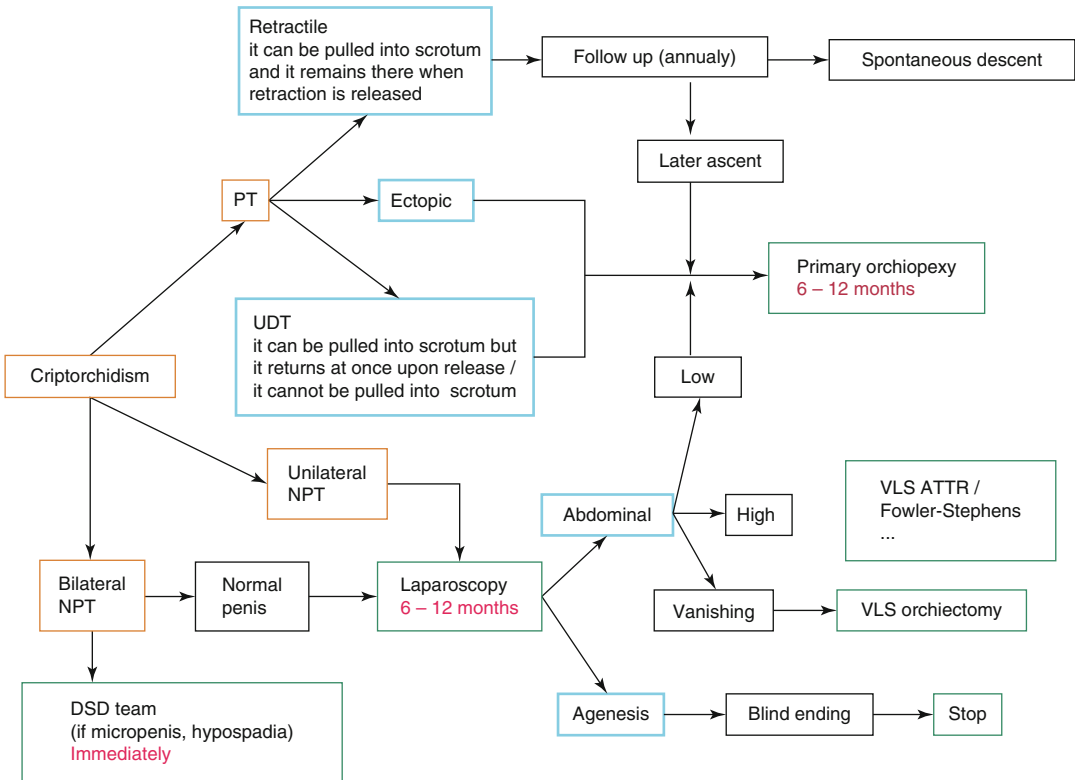 Retractile
it can be pulled into scrotum
and it remains there when
retraction is released
Follow up (annualy)
Spontaneous descent
Later ascent
PT
Ectopic
Primary orchiopexy
6 – 12 months
UDT
it can be pulled into scrotum but
it returns at once upon release /
it cannot be pulled into scrotum
Criptorchidism
Low
Unilateral
NPT
Abdominal
High
VLS ATTR /
Fowler-Stephens
...
Bilateral
NPT
Normal
penis
Laparoscopy
6 – 12 months
Vanishing
VLS orchiectomy
DSD team
(if micropenis, hypospadia)
Immediately
Agenesis
Blind ending
Stop